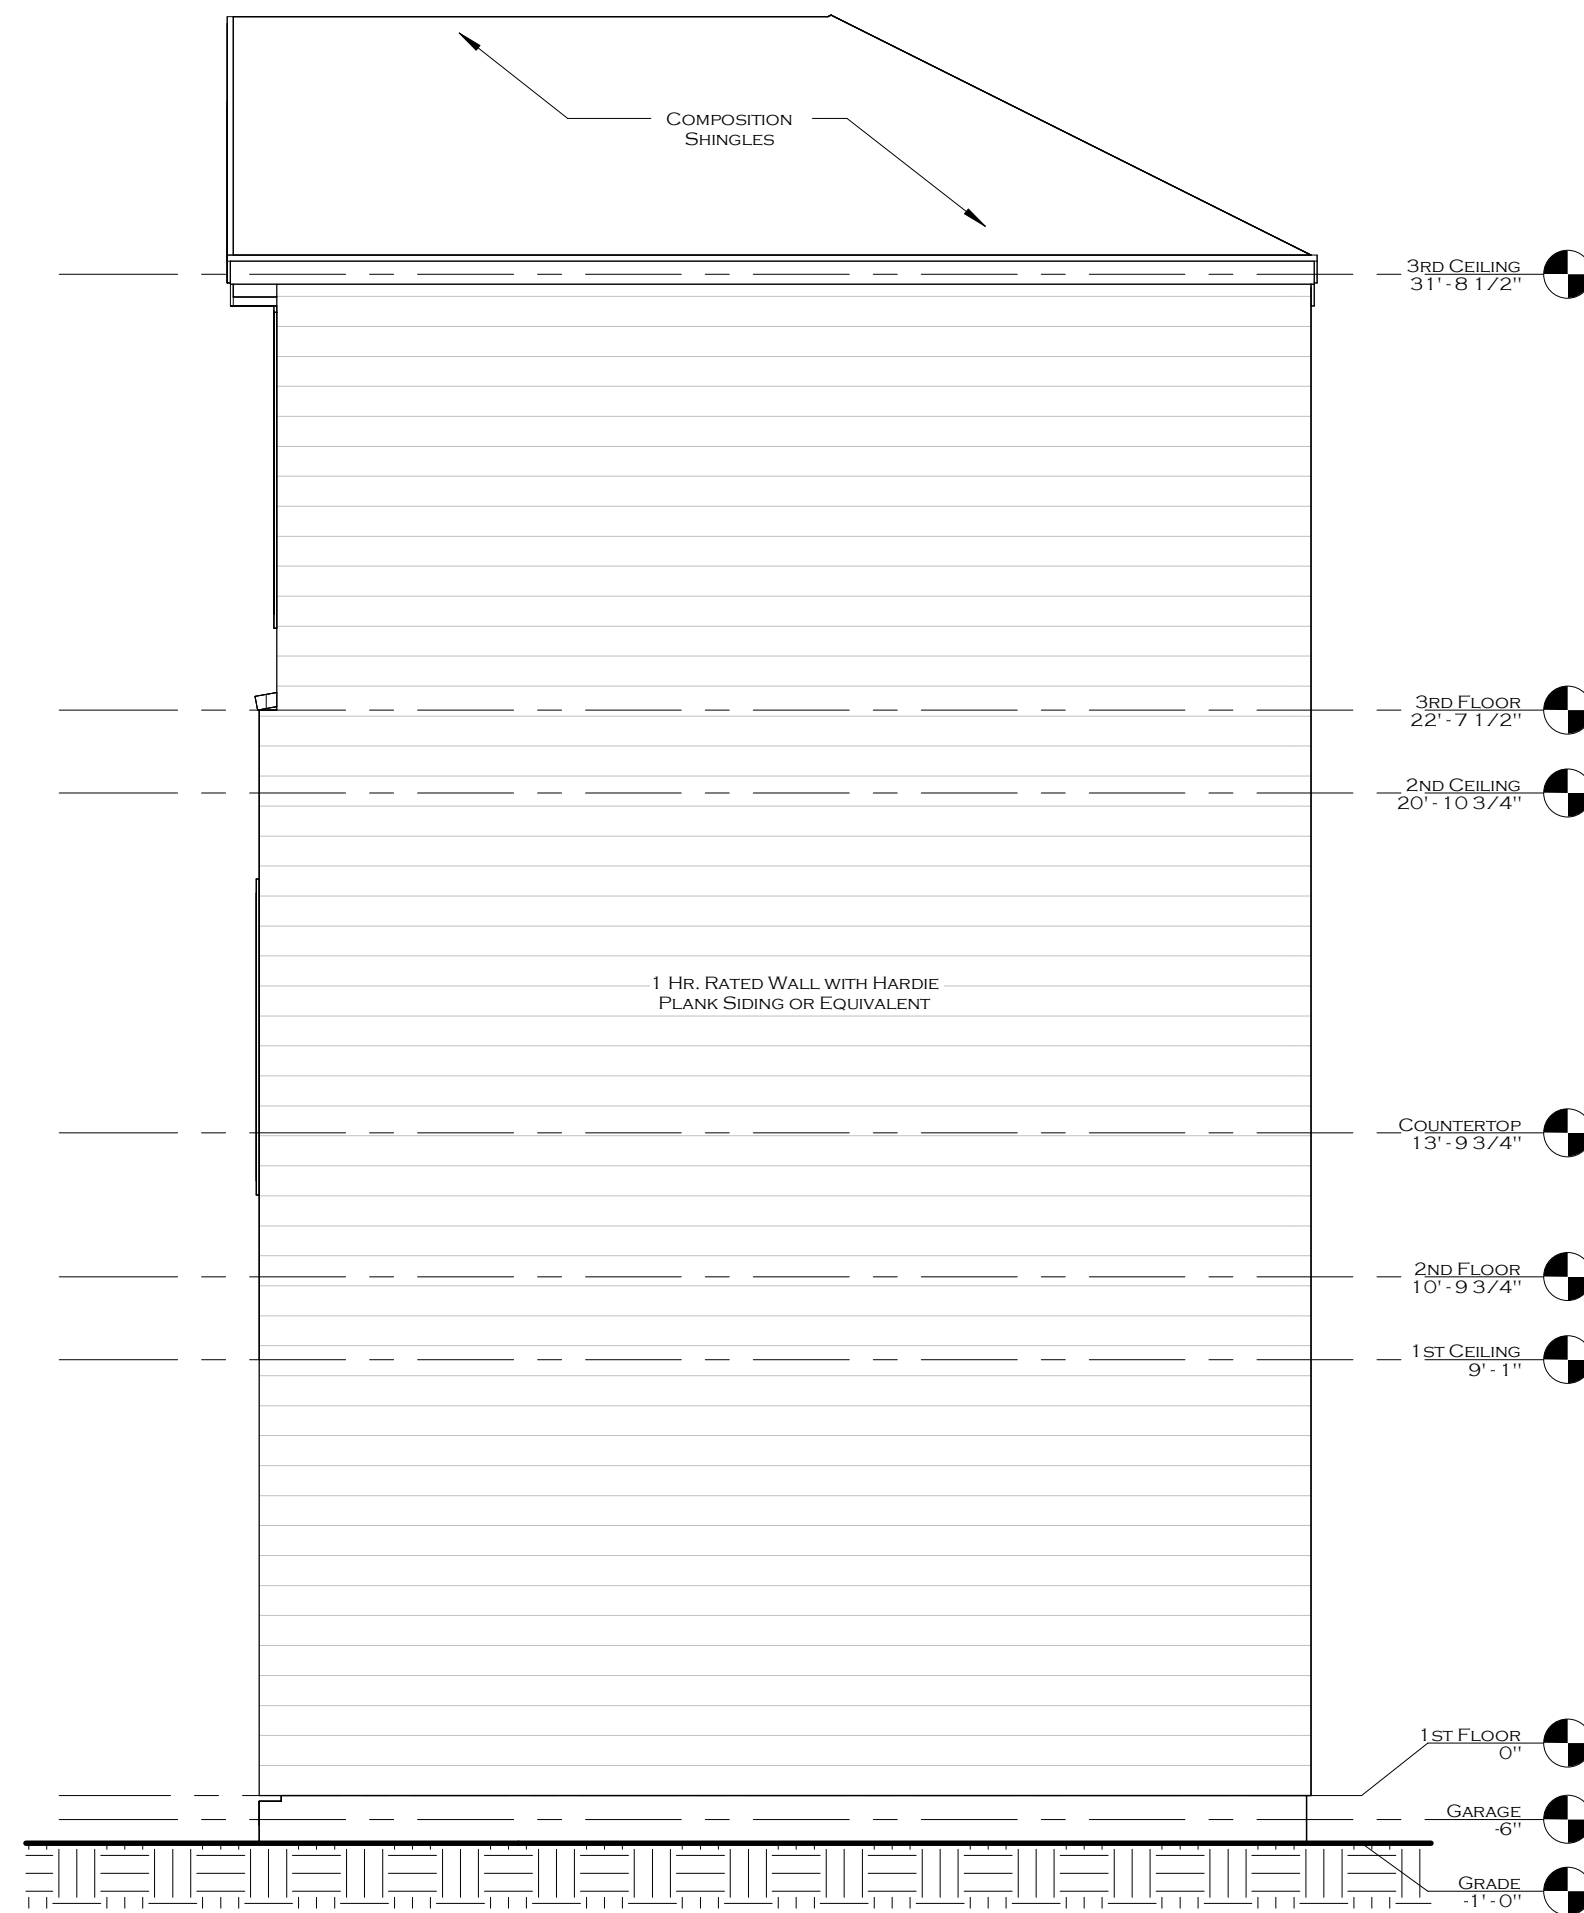 COMPOSITION
SHINGLES
3RD CEILING
31'-8 1/2"
3RD FLOOR
22'-7 1/2"
2ND CEILING
20'-10 3/4"
1 HR. RATED WALL WITH HARDIE
PLANK SIDING OR EQUIVALENT
COUNTERTOP
13'-9 3/4"
2ND FLOOR
10'-9 3/4"
1ST CEILING
9'-1"
1ST FLOOR
0"
GARAGE
-6"
GRADE
-1'-0"